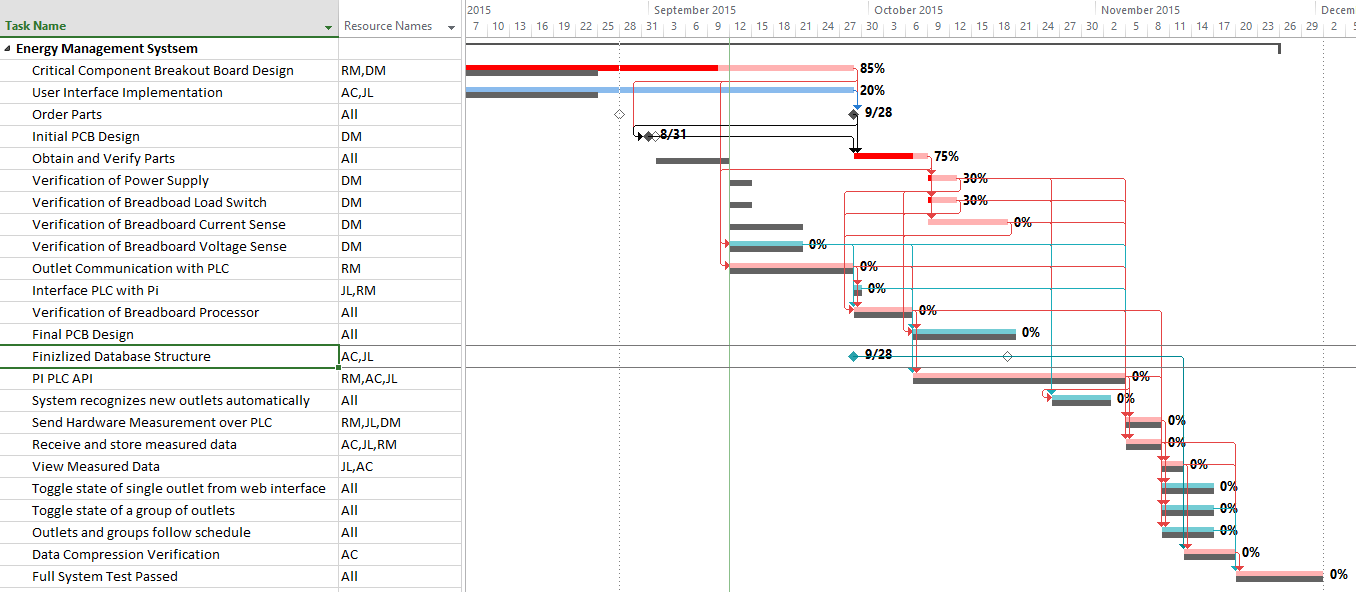 2015 September 2015 October 2015 November 2015 Decem
Task Name Resource Names 7 10 13 16 19 22 25 28 31 3 6 9 12 15 18 21 24 27 30 3 6 9 12 15 18 21 24 27 30 2 5 8 11 14 17 20 23 26 29 2 5
Energy Management Systsem
Critical Component Breakout Board Design RM,DM 85%
User Interface Implementation AC,JL 20%
Order Parts All 9/28
Initial PCB Design DM 8/31
Obtain and Verify Parts All 75%
Verification of Power Supply DM 30%
Verification of Breadboad Load Switch DM 30%
Verification of Breadboard Current Sense DM 0%
Verification of Breadboard Voltage Sense DM 0%
Outlet Communication with PLC RM 0%
Interface PLC with Pi JL,RM 0%
Verification of Breadboard Processor All 0%
Final PCB Design All 0%
Finizlized Database Structure AC,JL 9/28
PI PLC API RM,AC,JL 0%
System recognizes new outlets automatically All 0%
Send Hardware Measurement over PLC RM,JL,DM 0%
Receive and store measured data AC,JL,RM 0%
View Measured Data JL,AC 0%
Toggle state of single outlet from web interface All 0%
Toggle state of a group of outlets All 0%
Outlets and groups follow schedule All 0%
Data Compression Verification AC 0%
Full System Test Passed All 0%